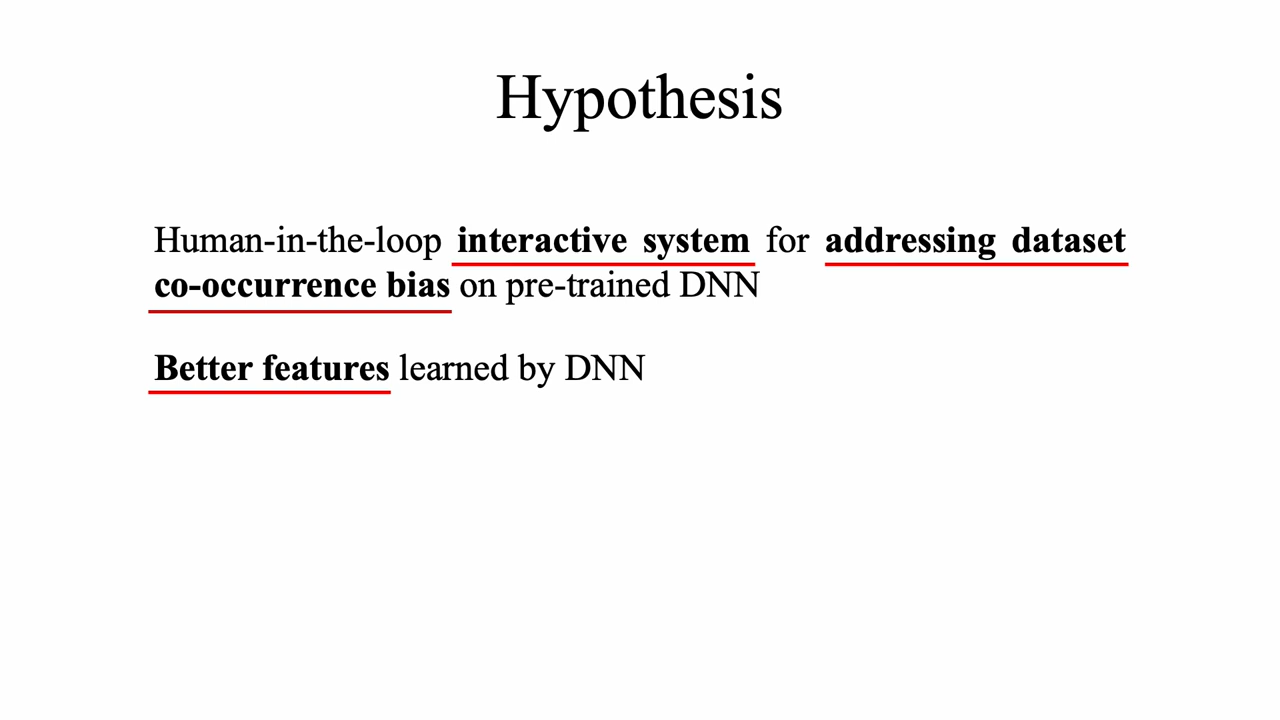 Hypothesis
Human-in-the-loop interactive system for addressing dataset
co-occurrence bias on pre-trained DNN
Better features learned by DNN